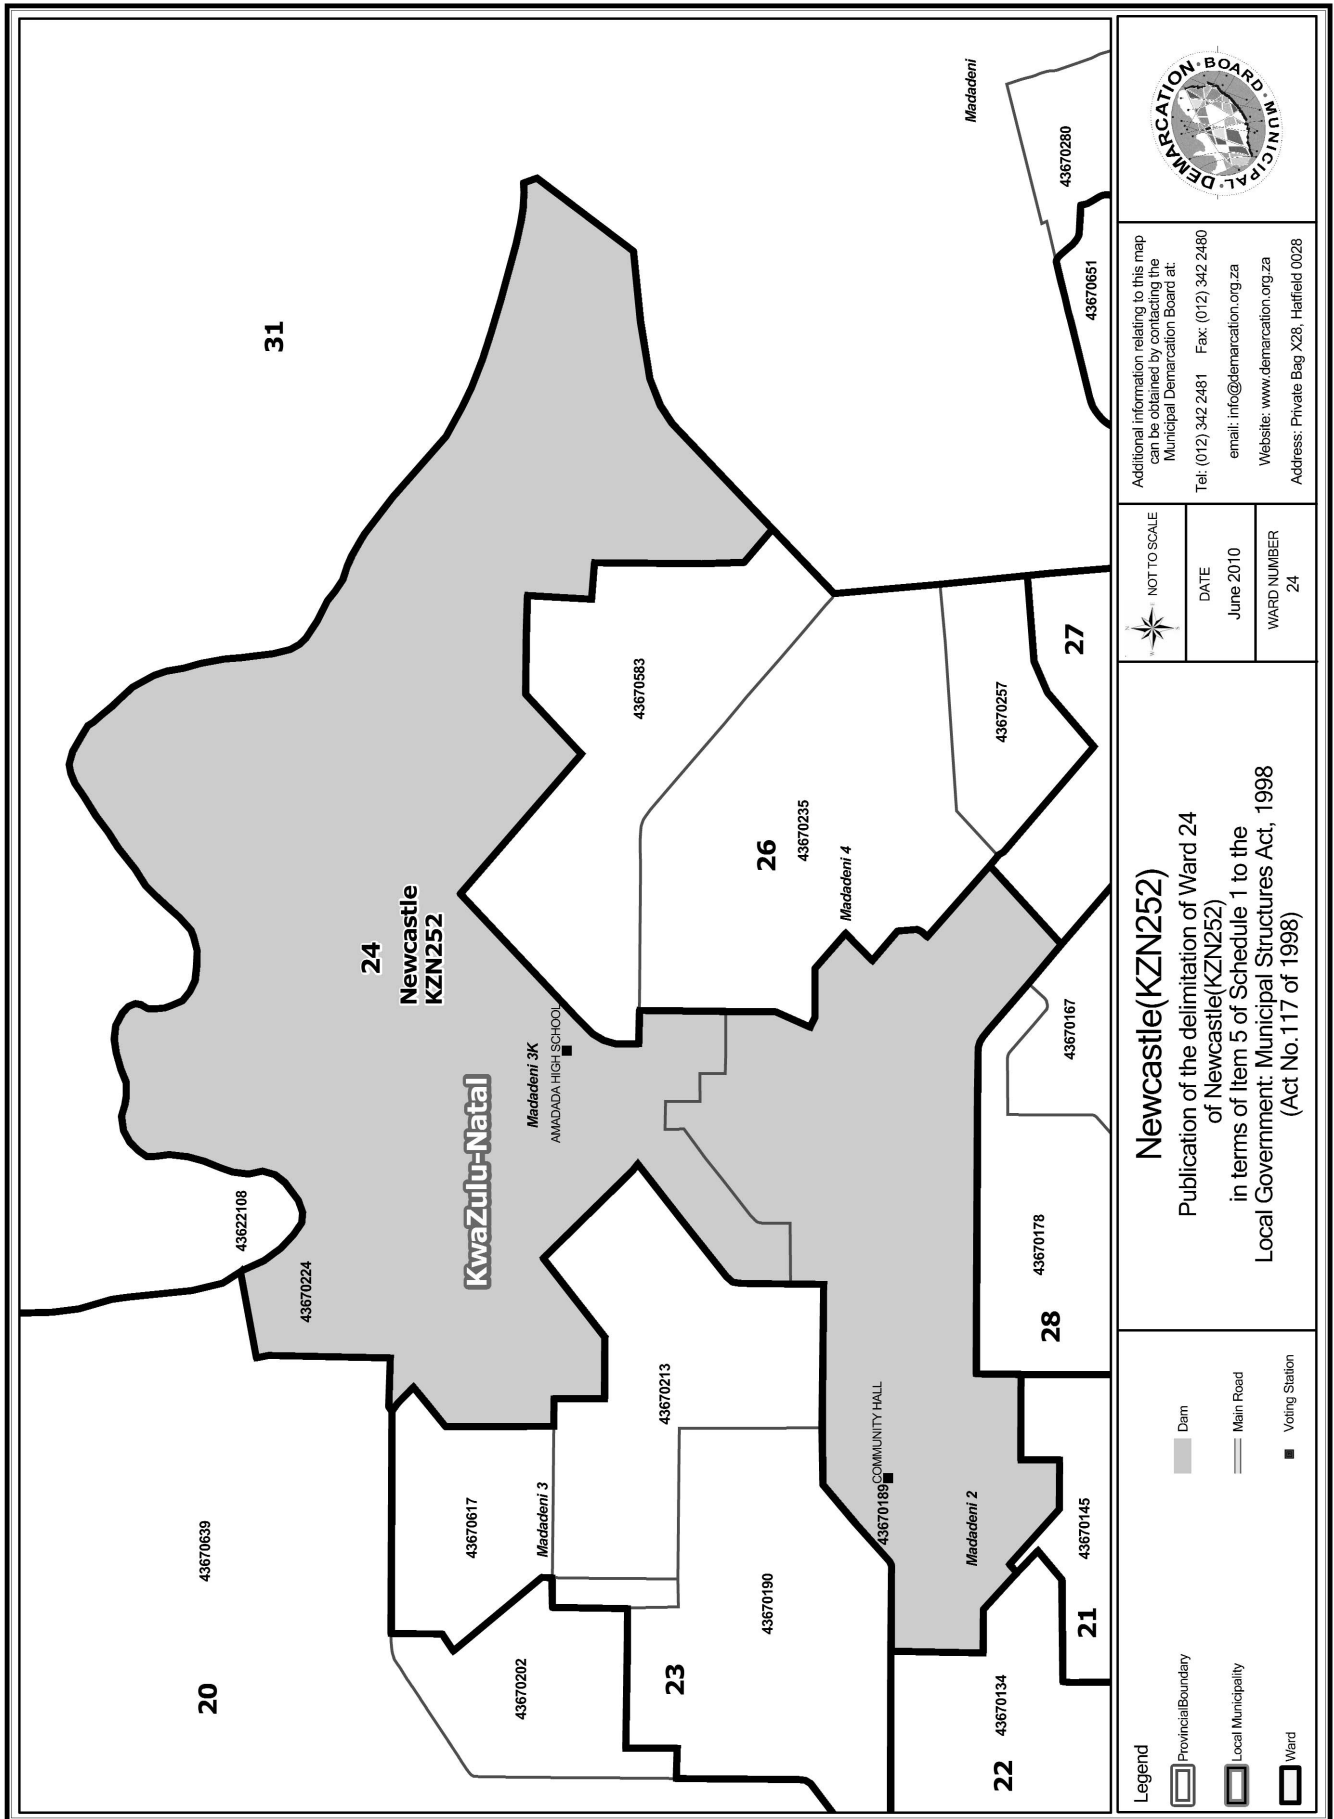 31
Madadeni
43670280
43670651
43622108
43670224
24
Newcastle
KZN252
KwaZulu-Natal
Madadeni 3K
AMADADA HIGH SCHOOL
43670583
26
43670235
Madadeni 4
43670257
27
20
43670639
43670617
Madadeni 3
43670213
43670202
23
43670190
43670189
COMMUNITY HALL
Madadeni 2
43670167
43670178
28
43670145
21
43670134
22
Legend
ProvincialBoundary
Local Municipality
Ward
Dam
Main Road
Voting Station
Newcastle(KZN252)
Publication of the delimitation of Ward 24
of Newcastle(KZN252)
in terms of Item 5 of Schedule 1 to the
Local Government: Municipal Structures Act, 1998
(Act No.117 of 1998)
NOT TO SCALE
DATE
June 2010
WARD NUMBER
24
Additional information relating to this map
can be obtained by contacting the
Municipal Demarcation Board at:
Tel: (012) 342 2481 Fax: (012) 342 2480
email: info@demarcation.org.za
Website: www.demarcation.org.za
Address: Private Bag X28, Hatfield 0028
MUNICIPAL • DEMARCATION • BOARD •